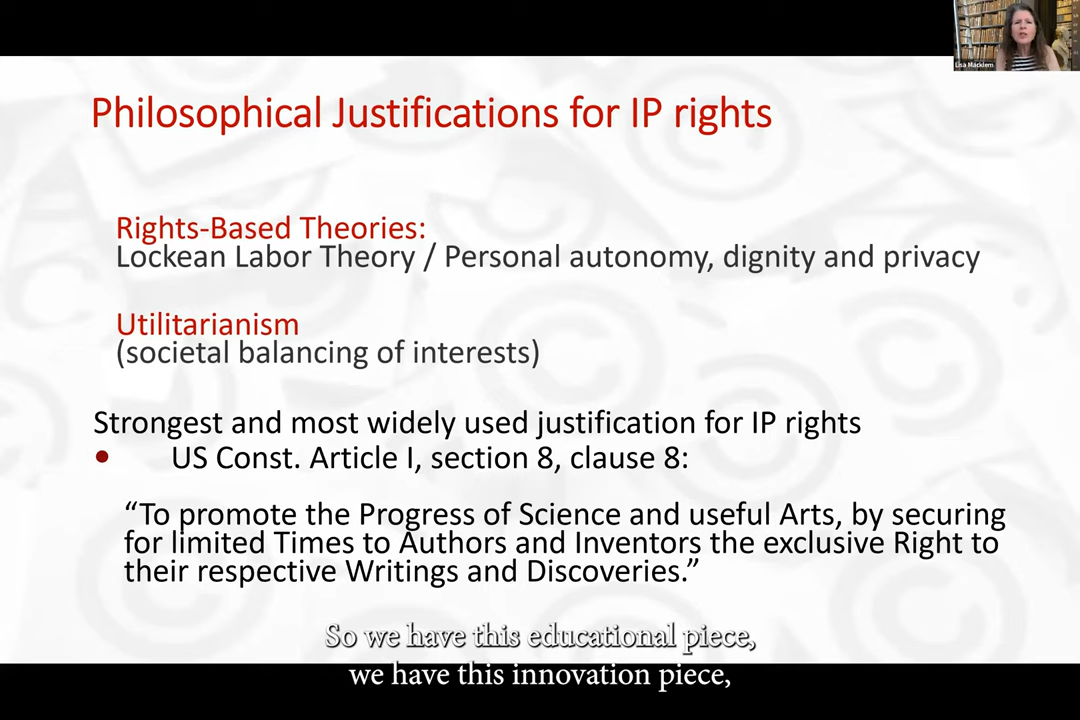 Lisa Macklem
Philosophical Justifications for IP rights
Rights-Based Theories:
Lockean Labor Theory / Personal autonomy, dignity and privacy
Utilitarianism
(societal balancing of interests)
Strongest and most widely used justification for IP rights
• US Const. Article I, section 8, clause 8:
“To promote the Progress of Science and useful Arts, by securing
for limited Times to Authors and Inventors the exclusive Right to
their respective Writings and Discoveries.”
So we have this educational piece,
we have this innovation piece,